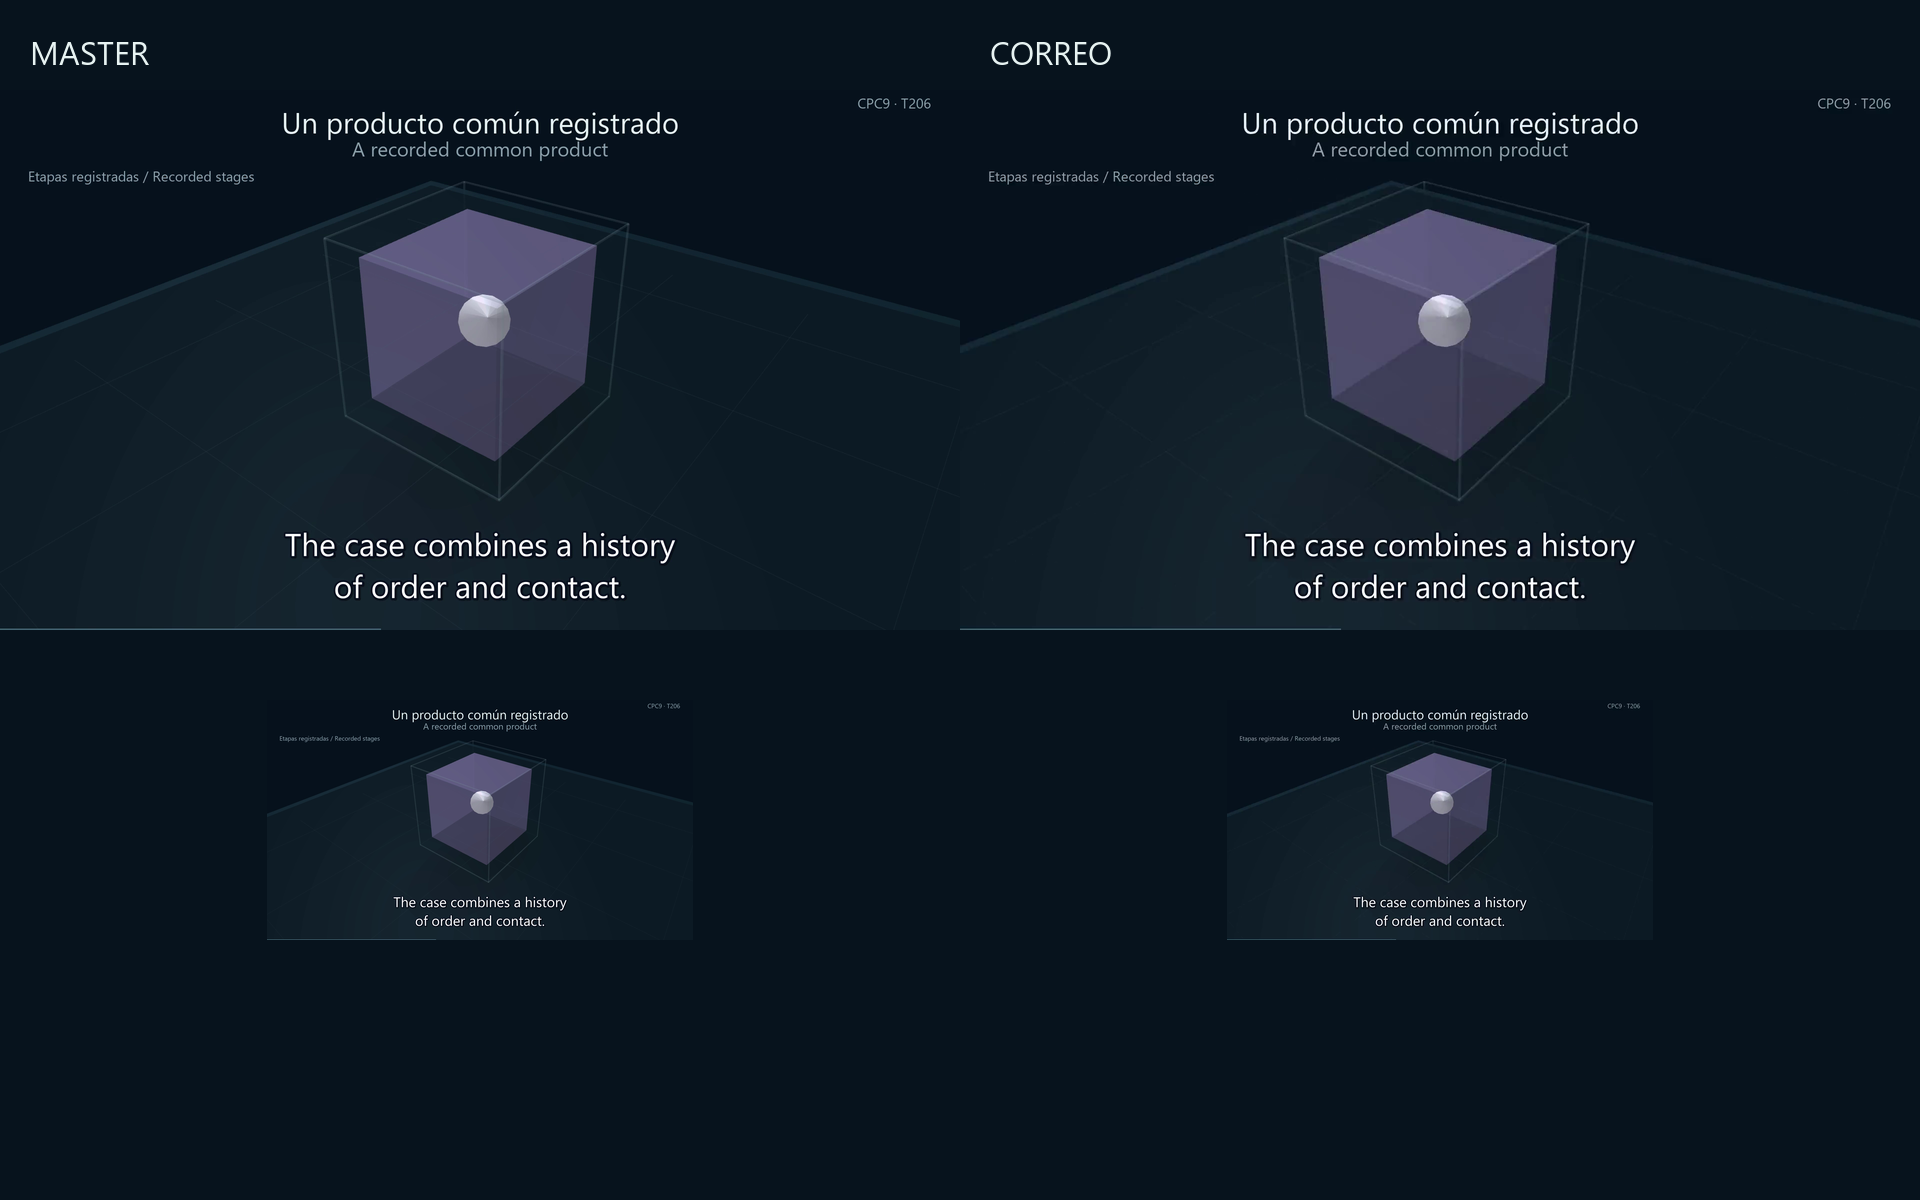 MASTER
CPC9 · T206
Un producto común registrado
A recorded common product
Etapas registradas / Recorded stages
The case combines a history
of order and contact.
CORREO
CPC9 · T206
Un producto común registrado
A recorded common product
Etapas registradas / Recorded stages
The case combines a history
of order and contact.
CPC9 · T206
Un producto común registrado
A recorded common product
Etapas registradas / Recorded stages
The case combines a history
of order and contact.
CPC9 · T206
Un producto común registrado
A recorded common product
Etapas registradas / Recorded stages
The case combines a history
of order and contact.